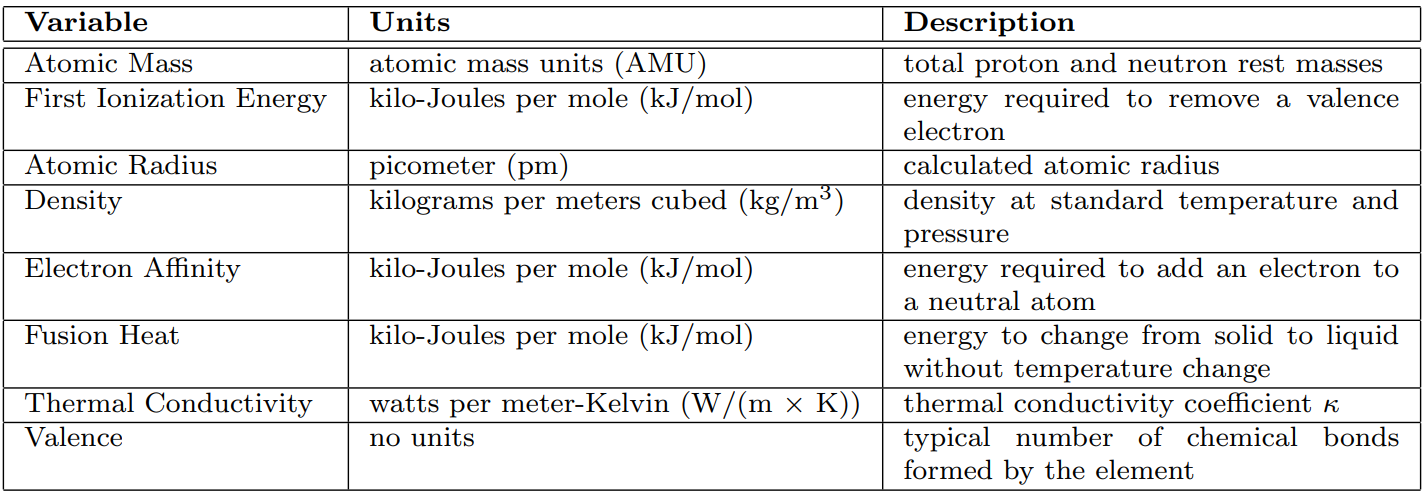 Variable Units Description
Atomic Mass atomic mass units (AMU) total proton and neutron rest masses
First Ionization Energy kilo-Joules per mole (kJ/mol) energy required to remove a valence
electron
Atomic Radius picometer (pm) calculated atomic radius
Density kilograms per meters cubed (kg/m³) density at standard temperature and
pressure
Electron Affinity kilo-Joules per mole (kJ/mol) energy required to add an electron to
a neutral atom
Fusion Heat kilo-Joules per mole (kJ/mol) energy to change from solid to liquid
without temperature change
Thermal Conductivity watts per meter-Kelvin (W/(m × K)) thermal conductivity coefficient κ
Valence no units typical number of chemical bonds
formed by the element